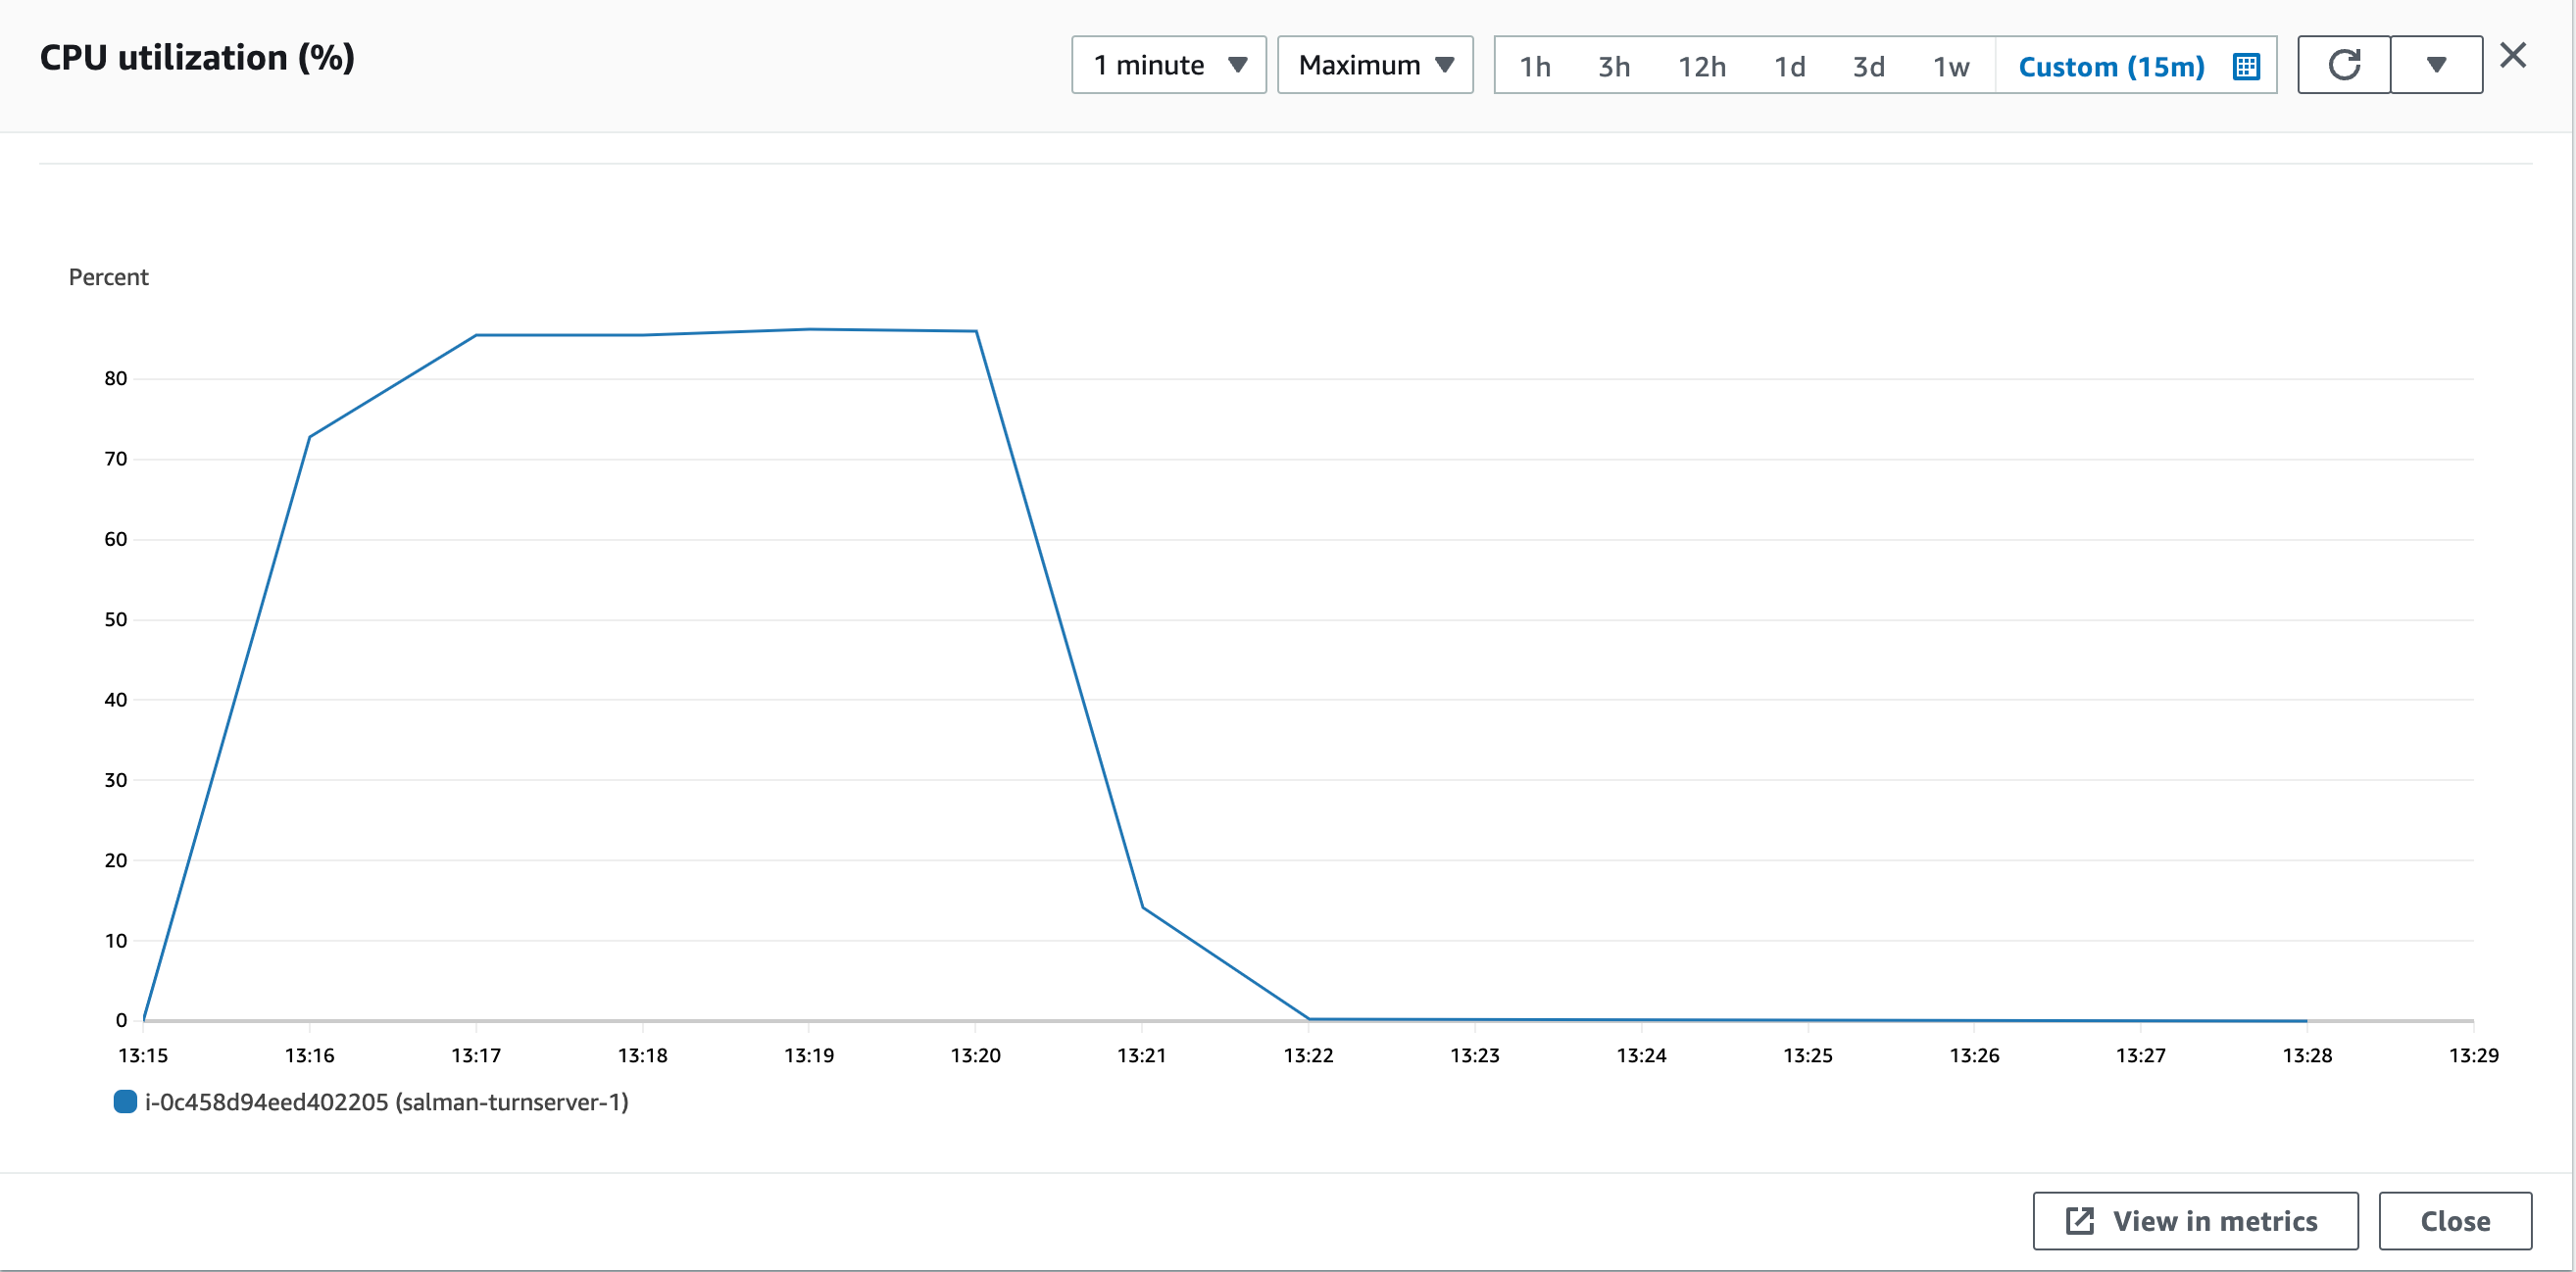 CPU utilization (%)
1 minute
Maximum
1h 3h 12h 1d 3d 1w Custom (15m)
Percent
80
70
60
50
40
30
20
10
0
13:15 13:16 13:17 13:18 13:19 13:20 13:21 13:22 13:23 13:24 13:25 13:26 13:27 13:28 13:29
i-0c458d94eed402205 (salman-turnserver-1)
View in metrics
Close